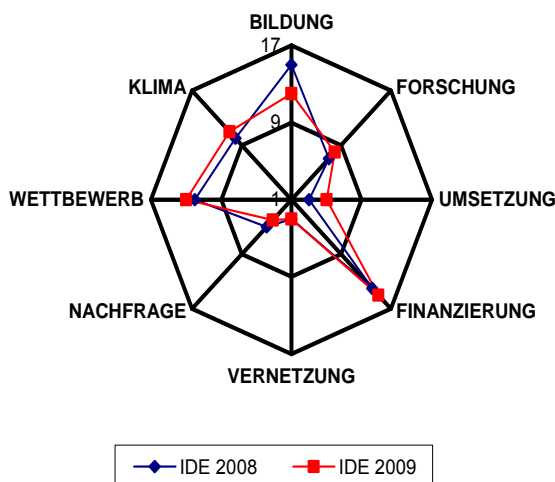 BILDUNG
17
KLIMA
FORSCHUNG
9
WETTBEWERB
1
UMSETZUNG
NACHFRAGE
FINANZIERUNG
VERNETZUNG
IDE 2008
IDE 2009